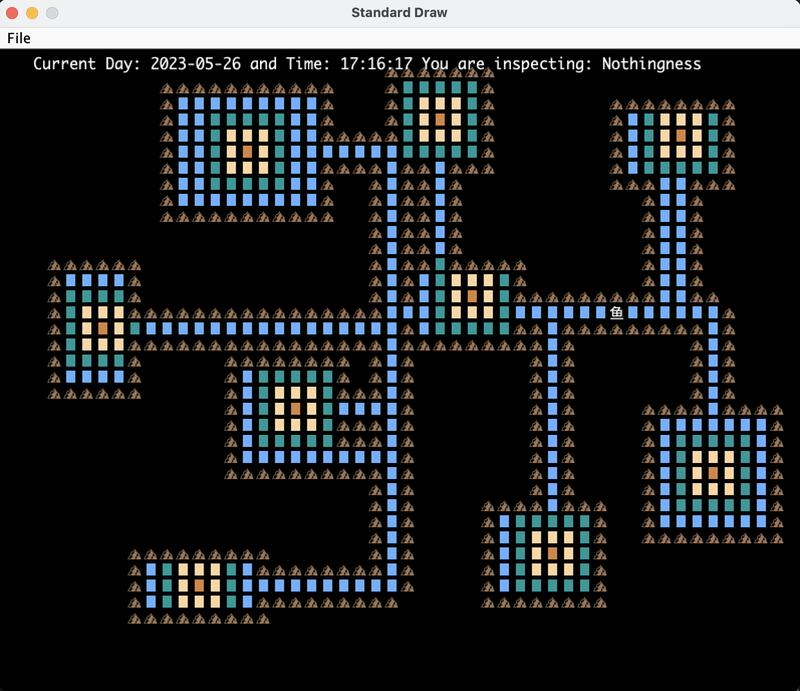 Standard Draw
File
Current Day: 2023-05-26 and Time: 17:16:17 You are inspecting: Nothingness
鱼